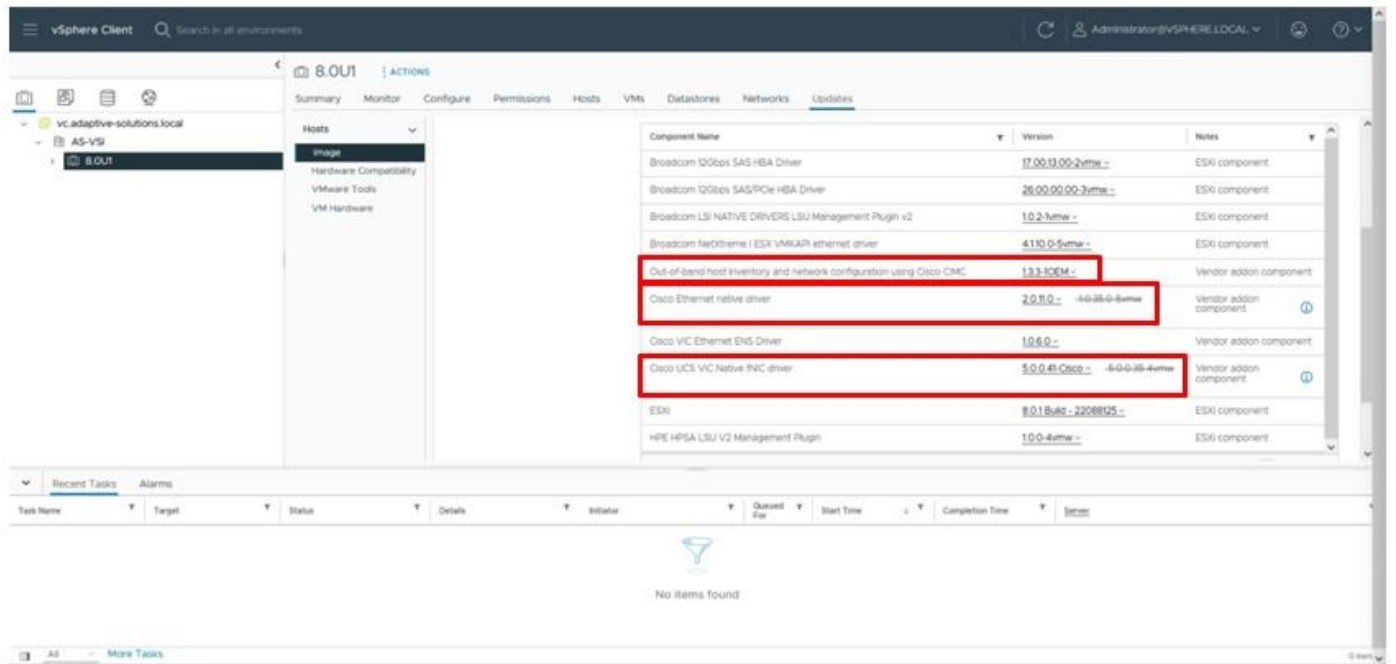 vSphere Client Search in all environments Administrator@VSPHERE.LOCAL
8.0U1 ACTIONS
Summary Monitor Configure Permissions Hosts VMs Datastores Networks Updates
vc.adaptive-solutions.local
AS-VSI
8.0U1
Hosts
Image
Hardware Compatibility
VMware Tools
VM Hardware
Component Name Version Notes
Broadcom 12Gbps SAS HBA Driver 17.00.13.00-2vmw ESXi component
Broadcom 12Gbps SAS/PCIe HBA Driver 26.00.00.00-3vmw ESXi component
Broadcom LSI NATIVE DRIVERS LSU Management Plugin v2 1.0.2-1vmw ESXi component
Broadcom NetXtreme I ESX VMKAPI ethernet driver 4.1.10.0-5vmw ESXi component
Out-of-band host inventory and network configuration using Cisco CIMC 1.3.3-1OEM Vendor addon component
Cisco Ethernet native driver 2.0.11.0 1.0.35.0-5vmw Vendor addon
component
Cisco VIC Ethernet ENS Driver 1.0.6.0 Vendor addon component
Cisco UCS VIC Native fNIC driver 5.0.0.41-Cisco 5.0.0.35-4vmw Vendor addon
component
ESXi 8.0.1 Build - 22088125 ESXi component
HPE HPSA LSU V2 Management Plugin 1.0.0-4vmw ESXi component
Recent Tasks Alarms
Task Name Target Status Details Initiator Queued
For Start Time Completion Time Server
No items found
All More Tasks